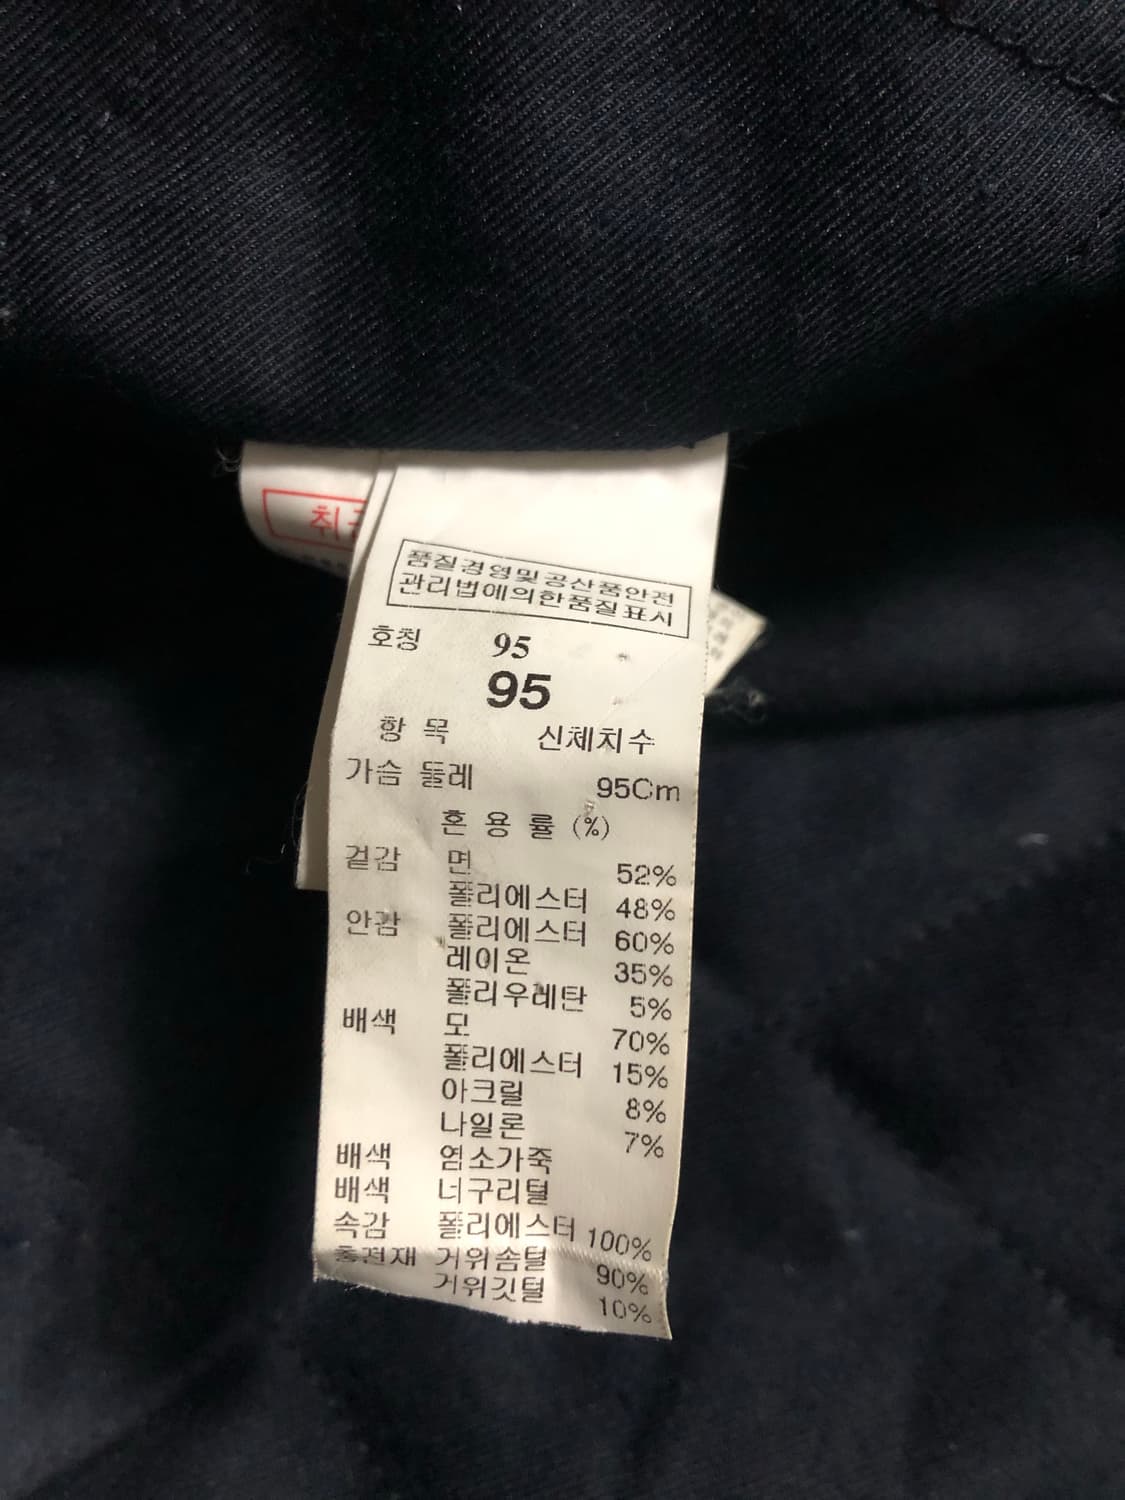 취
품질경영및공산품안전
관리법에의한품질표시
호칭 95
95
항 목 신체치수
가슴 둘레 95Cm
혼 용 률 (%)
겉감 면 52%
폴리에스터 48%
안감 폴리에스터 60%
레이온 35%
폴리우레탄 5%
배색 모 70%
폴리에스터 15%
아크릴 8%
나일론 7%
배색 염소가죽
배색 너구리털
속감 폴리에스터 100%
충전재 거위솜털 90%
거위깃털 10%